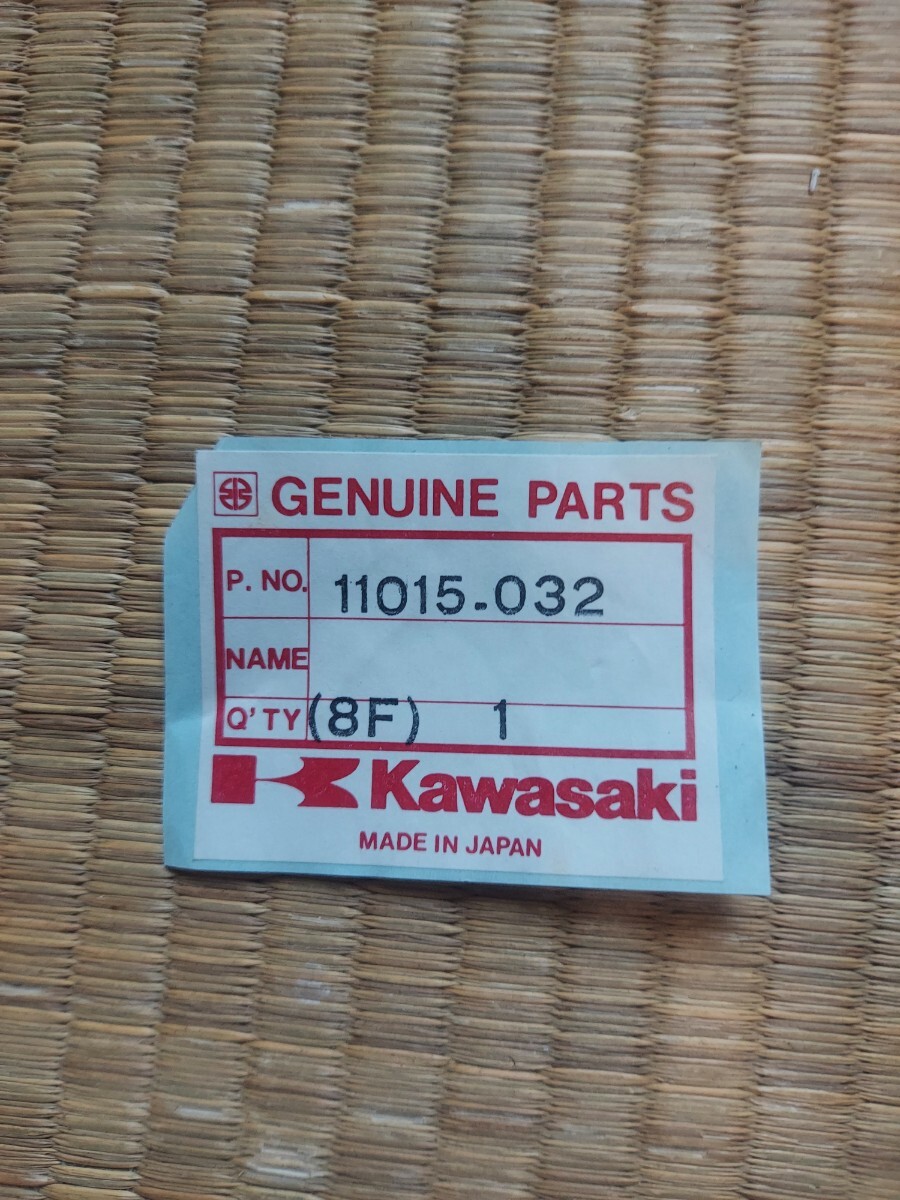 GENUINE PARTS
P. NO. 11015-032
NAME
Q'TY (8F) 1
Kawasaki
MADE IN JAPAN